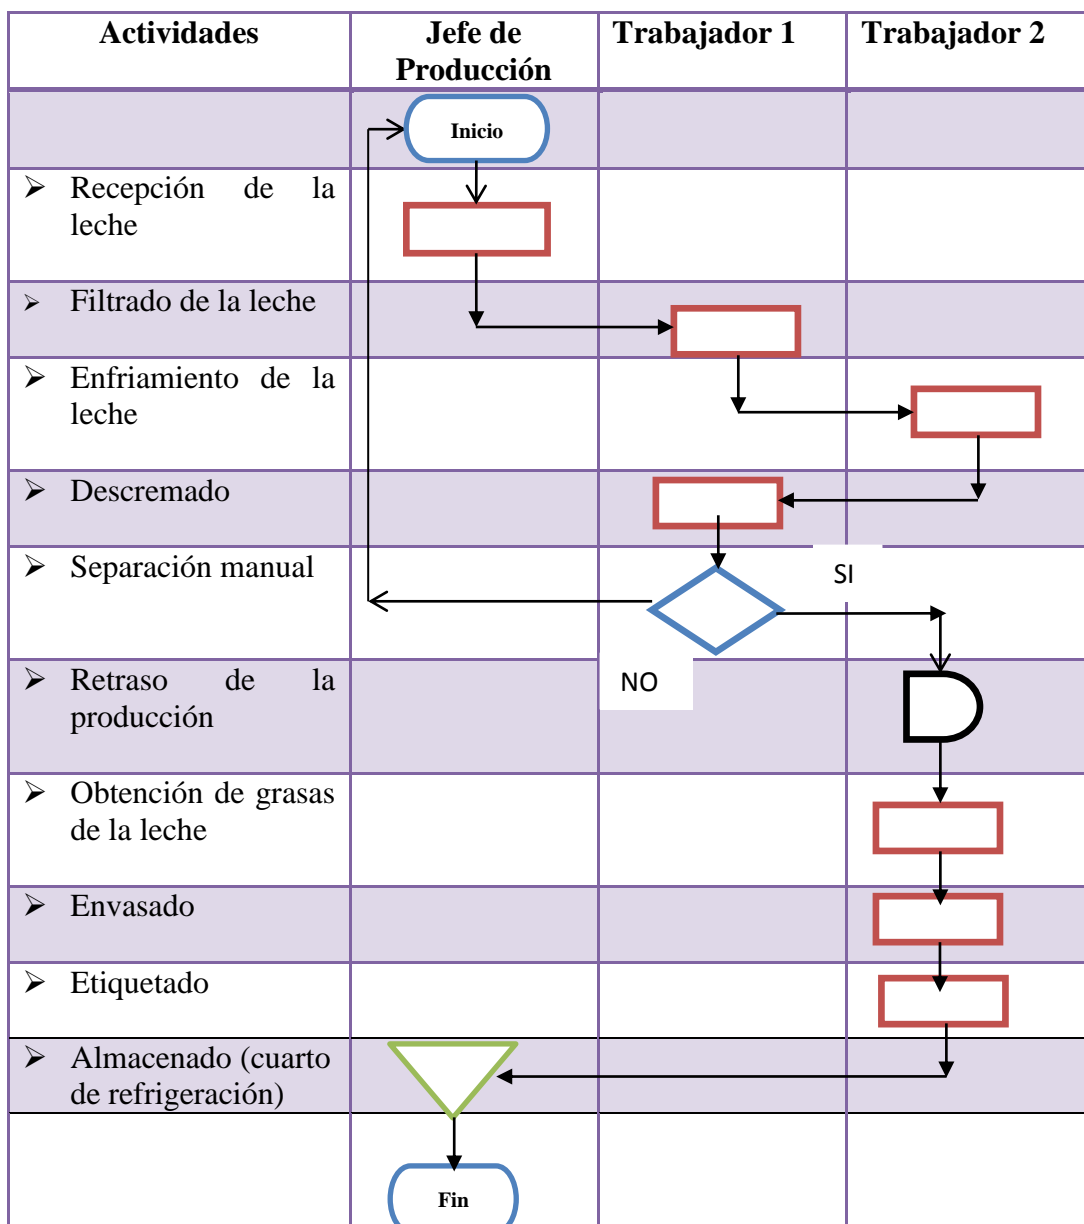 Actividades
Jefe de
Producción
Trabajador 1
Trabajador 2
Inicio
➢ Recepción de la
leche
➢ Filtrado de la leche
➢ Enfriamiento de la
leche
➢ Descremado
➢ Separación manual
SI
NO
➢ Retraso de la
producción
➢ Obtención de grasas
de la leche
➢ Envasado
➢ Etiquetado
➢ Almacenado (cuarto
de refrigeración)
Fin